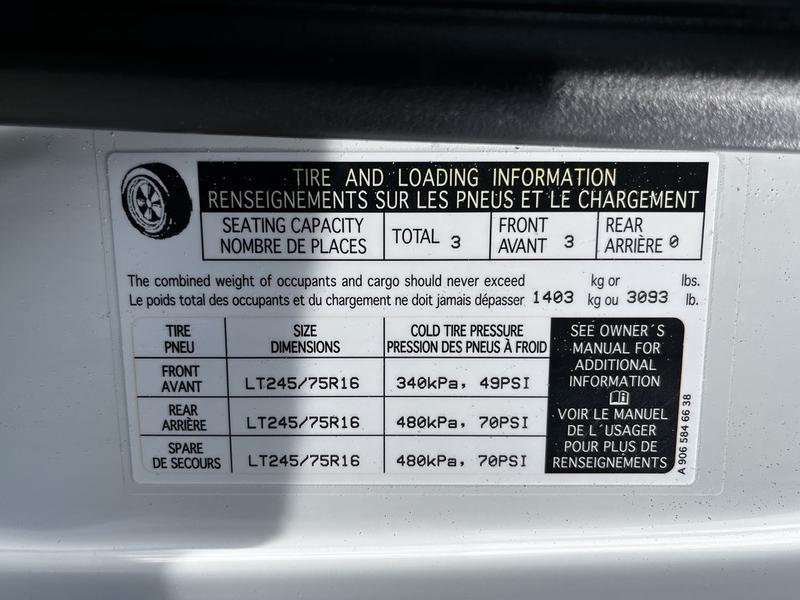 TIRE AND LOADING INFORMATION
RENSEIGNEMENTS SUR LES PNEUS ET LE CHARGEMENT
SEATING CAPACITY
NOMBRE DE PLACES
TOTAL 3
FRONT
AVANT 3
REAR
ARRIÈRE 0
The combined weight of occupants and cargo should never exceed kg or lbs.
Le poids total des occupants et du chargement ne doit jamais dépasser 1403 kg ou 3093 lb.
TIRE
PNEU
SIZE
DIMENSIONS
COLD TIRE PRESSURE
PRESSION DES PNEUS À FROID
FRONT
AVANT
LT245/75R16
340kPa, 49PSI
REAR
ARRIÈRE
LT245/75R16
480kPa, 70PSI
SPARE
DE SECOURS
LT245/75R16
480kPa, 70PSI
SEE OWNER´S
MANUAL FOR
ADDITIONAL
INFORMATION
VOIR LE MANUEL
DE L´USAGER
POUR PLUS DE
RENSEIGNEMENTS
A 906 584 66 38